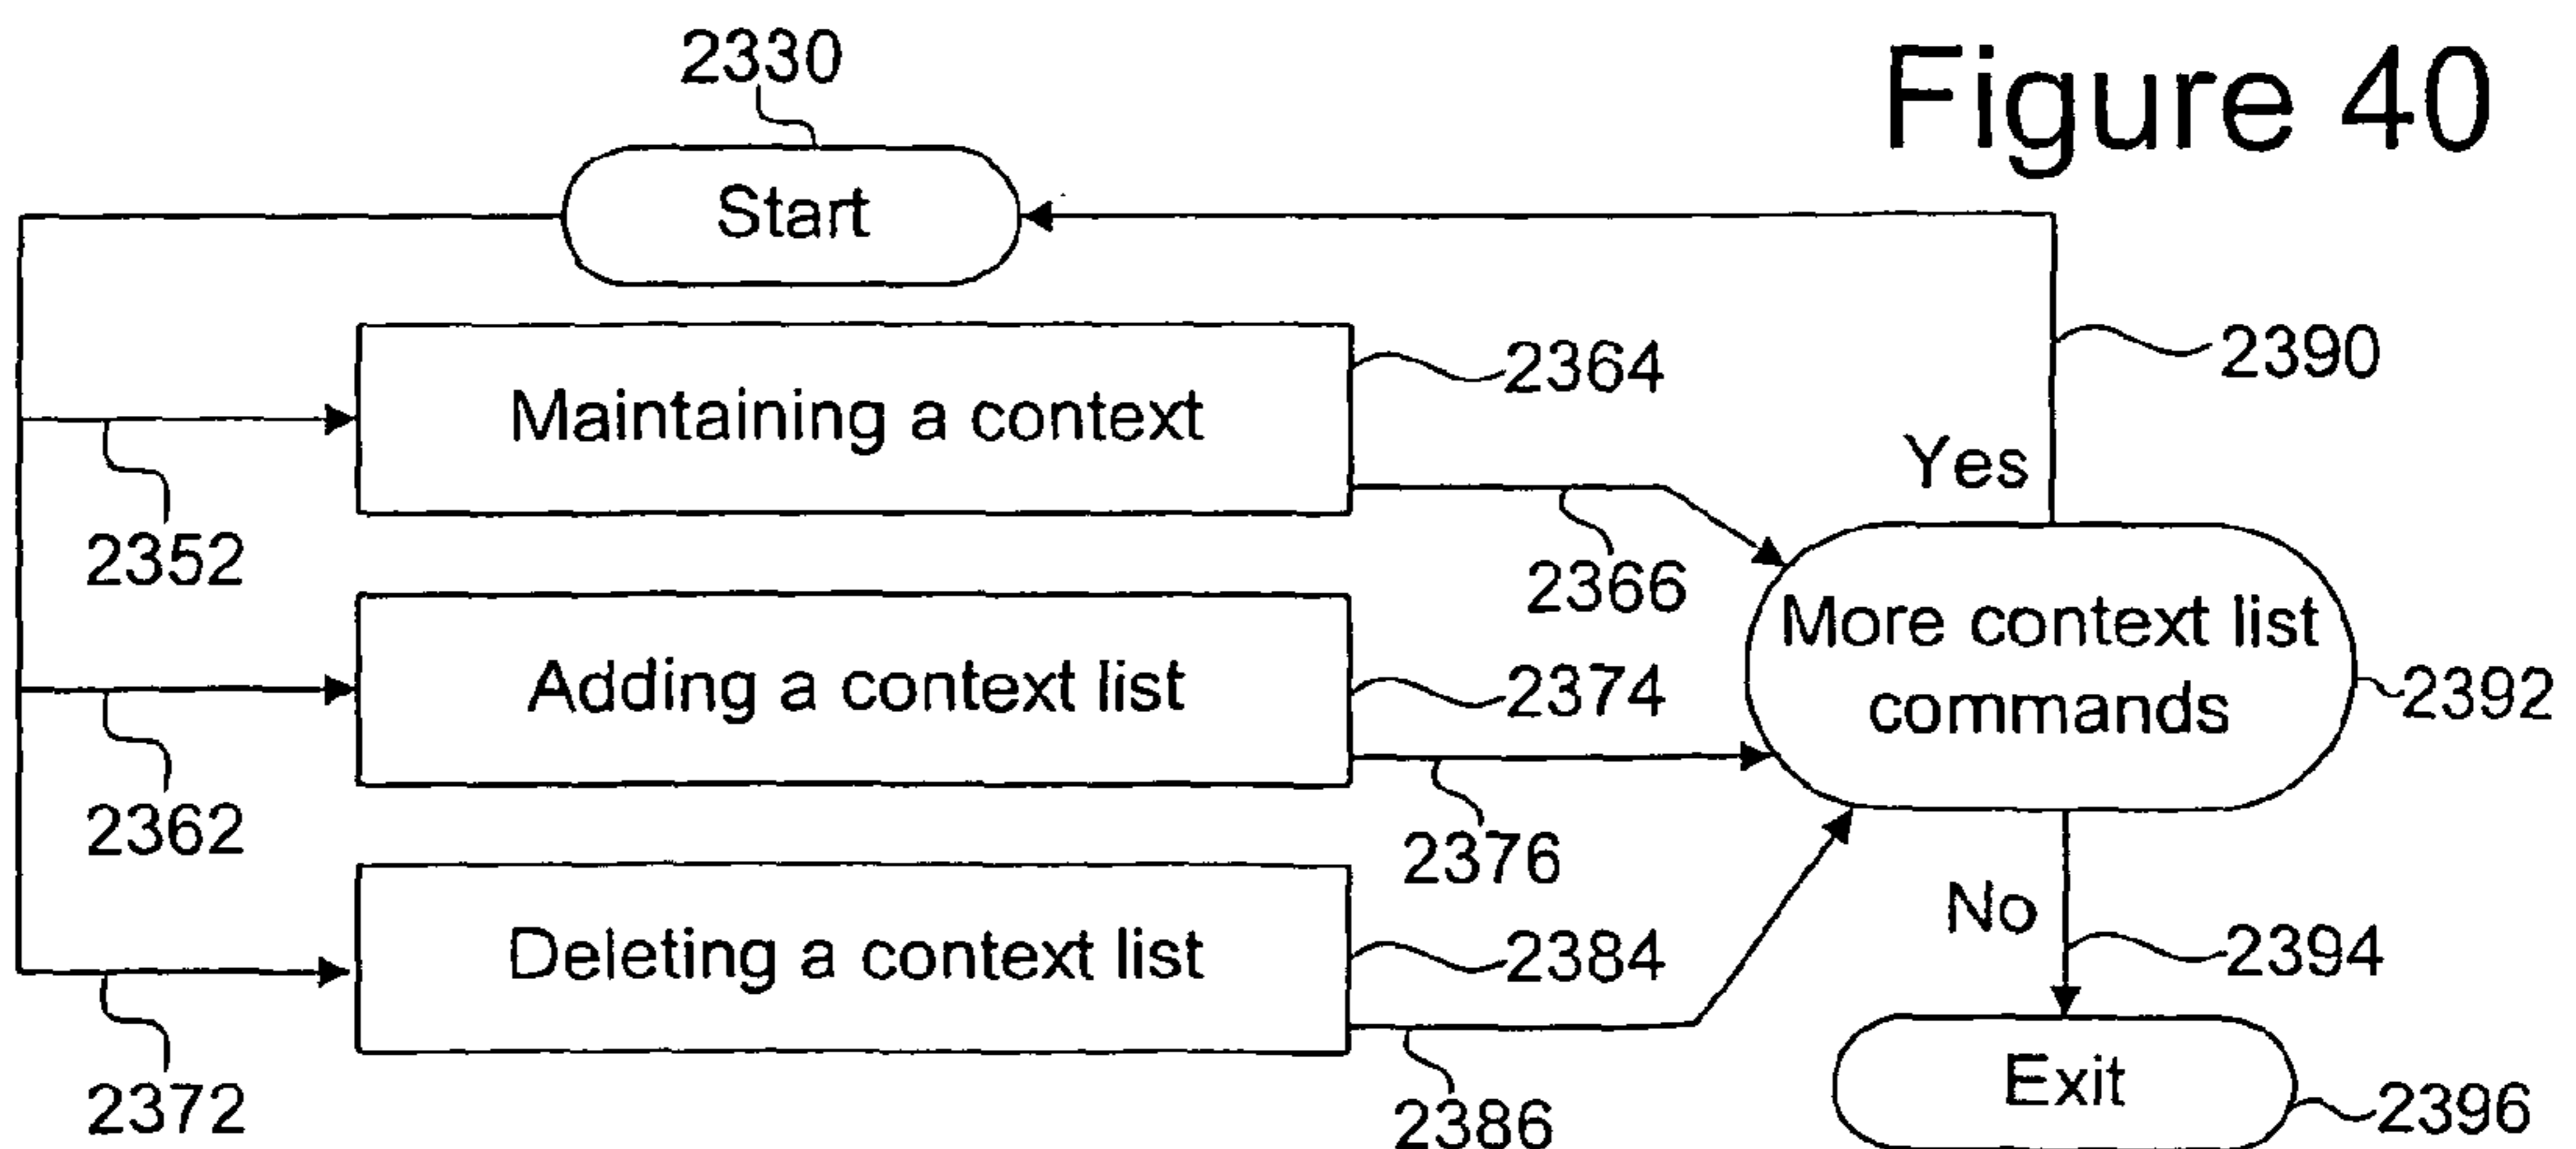 Figure 40
2330
Start
2390
2364
Maintaining a context
Yes
2352
2366
More context list
commands
2392
2374
Adding a context list
2362
2376
No
2394
2384
Deleting a context list
2372
2386
Exit
2396